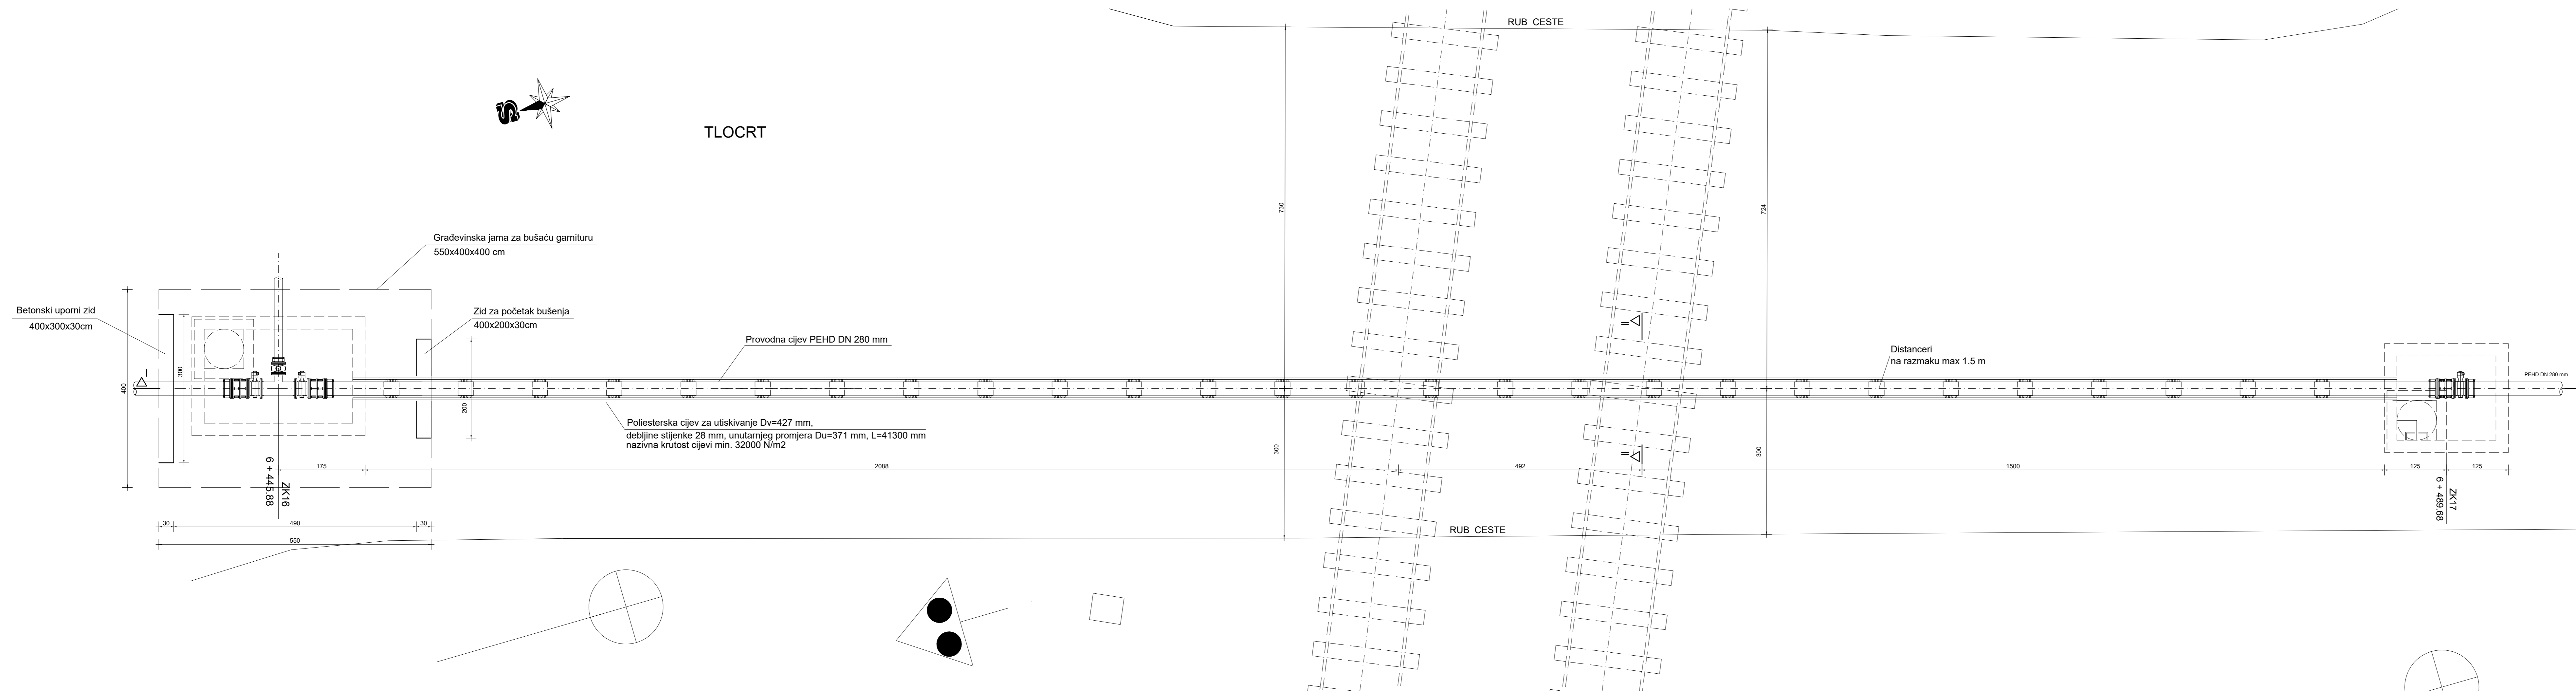 RUB CESTE
S
TLOCRT
730
724
Građevinska jama za bušaću garnituru
550x400x400 cm
Betonski uporni zid
400x300x30cm
Zid za početak bušenja
400x200x30cm
Provodna cijev PEHD DN 280 mm
Distanceri
na razmaku max 1.5 m
PEHD DN 280 mm
I
II
400
300
200
Poliesterska cijev za utiskivanje Dv=427 mm,
debljine stijenke 28 mm, unutarnjeg promjera Du=371 mm, L=41300 mm
nazivna krutost cijevi min. 32000 N/m2
300
300
II
175
2088
492
1500
125
125
ZK16
6 + 445.88
ZK17
6 + 489.68
30
490
30
550
RUB CESTE